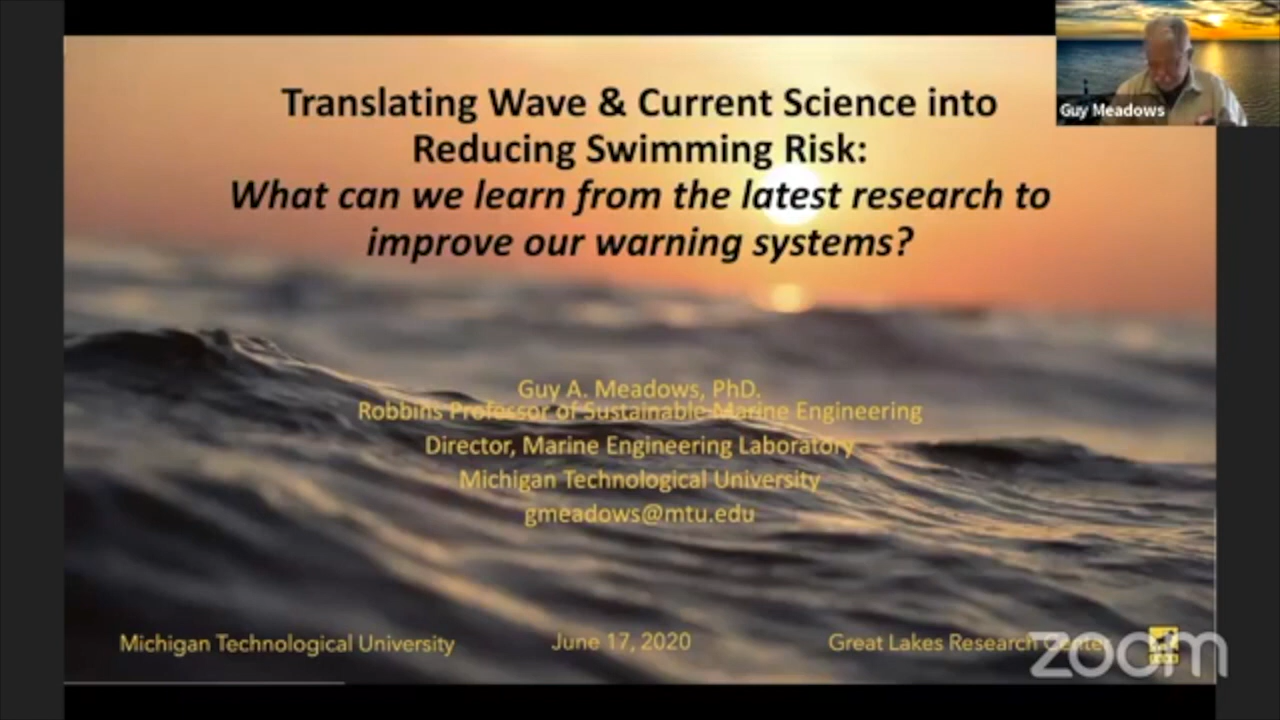 Translating Wave & Current Science into
Reducing Swimming Risk:
What can we learn from the latest research to
improve our warning systems?
Guy Meadows
Guy A. Meadows, PhD.
Robbins Professor of Sustainable Marine Engineering
Director, Marine Engineering Laboratory
Michigan Technological University
gmeadows@mtu.edu
Michigan Technological University
June 17, 2020
Great Lakes Research Center
zoom